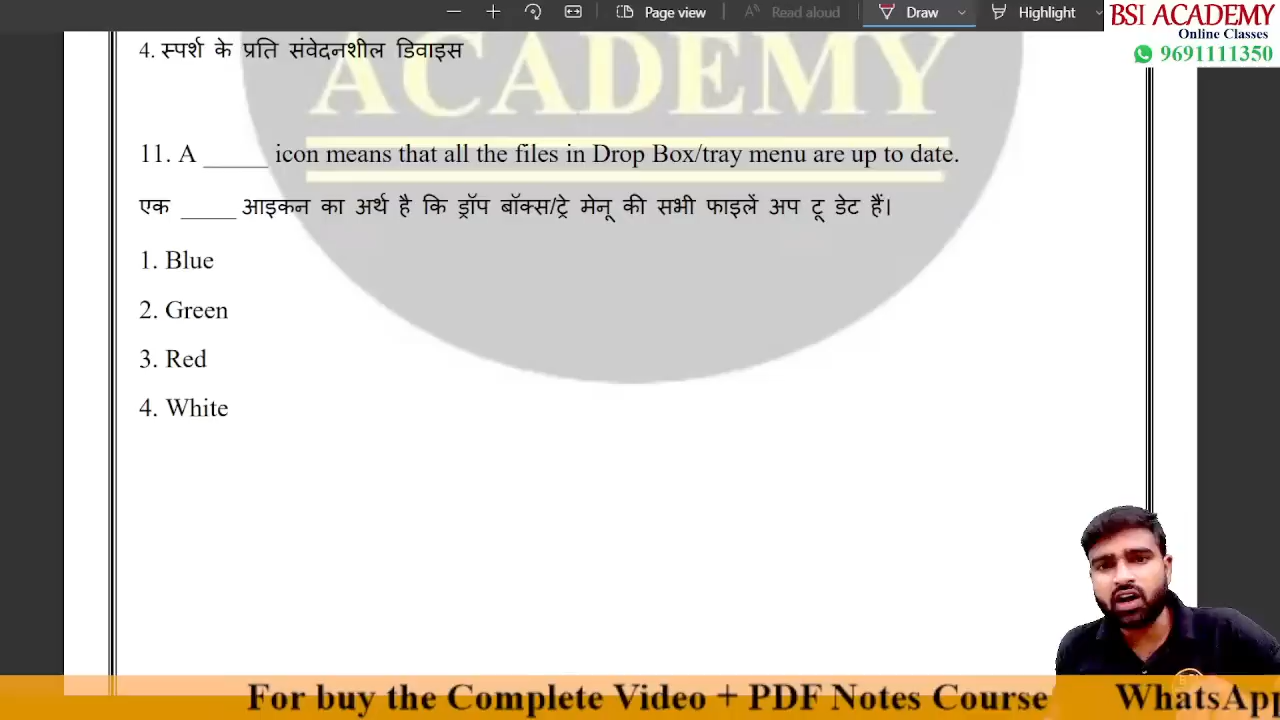 Page view
Read aloud
Draw
Highlight
BSI ACADEMY
Online Classes
9691111350
4. स्पर्श के प्रति संवेदनशील डिवाइस
ACADEMY
11. A _____ icon means that all the files in Drop Box/tray menu are up to date.
एक _____ आइकन का अर्थ है कि ड्रॉप बॉक्स/ट्रे मेनू की सभी फाइलें अप टू डेट हैं।
1. Blue
2. Green
3. Red
4. White
For buy the Complete Video + PDF Notes Course WhatsApp